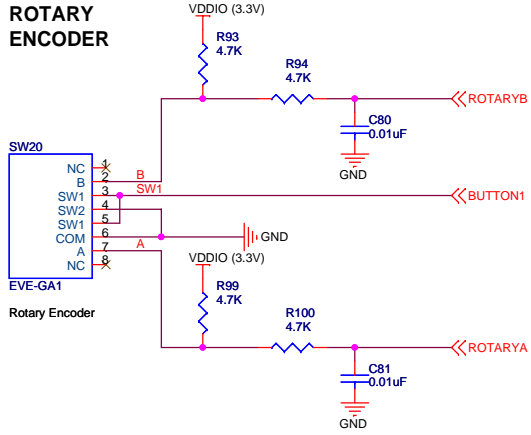 ROTARY
ENCODER
VDDIO (3.3V)
R93
4.7K
R94
4.7K
ROTARYB
C80
0.01uF
GND
SW20
NC 1
B 2 B
SW1 3 SW1
BUTTON1
SW2 4
SW1 5
COM 6
GND
A 7 A
NC 8
EVE-GA1
Rotary Encoder
VDDIO (3.3V)
R99
4.7K
R100
4.7K
ROTARYA
C81
0.01uF
GND